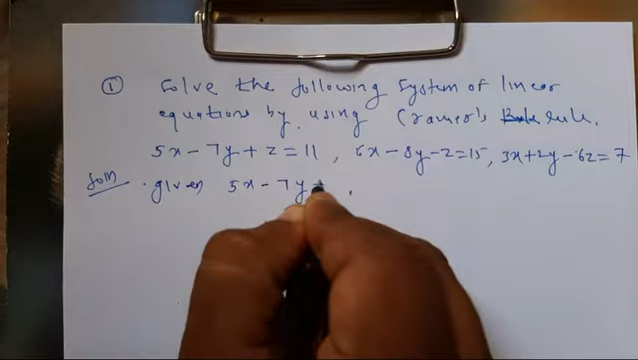 ① Solve the following System of linear
equations by using Cramer's rule.
5x - 7y + z = 11, 6x - 8y - z = 15, 3x + 2y - 6z = 7
Soln given 5x - 7y +